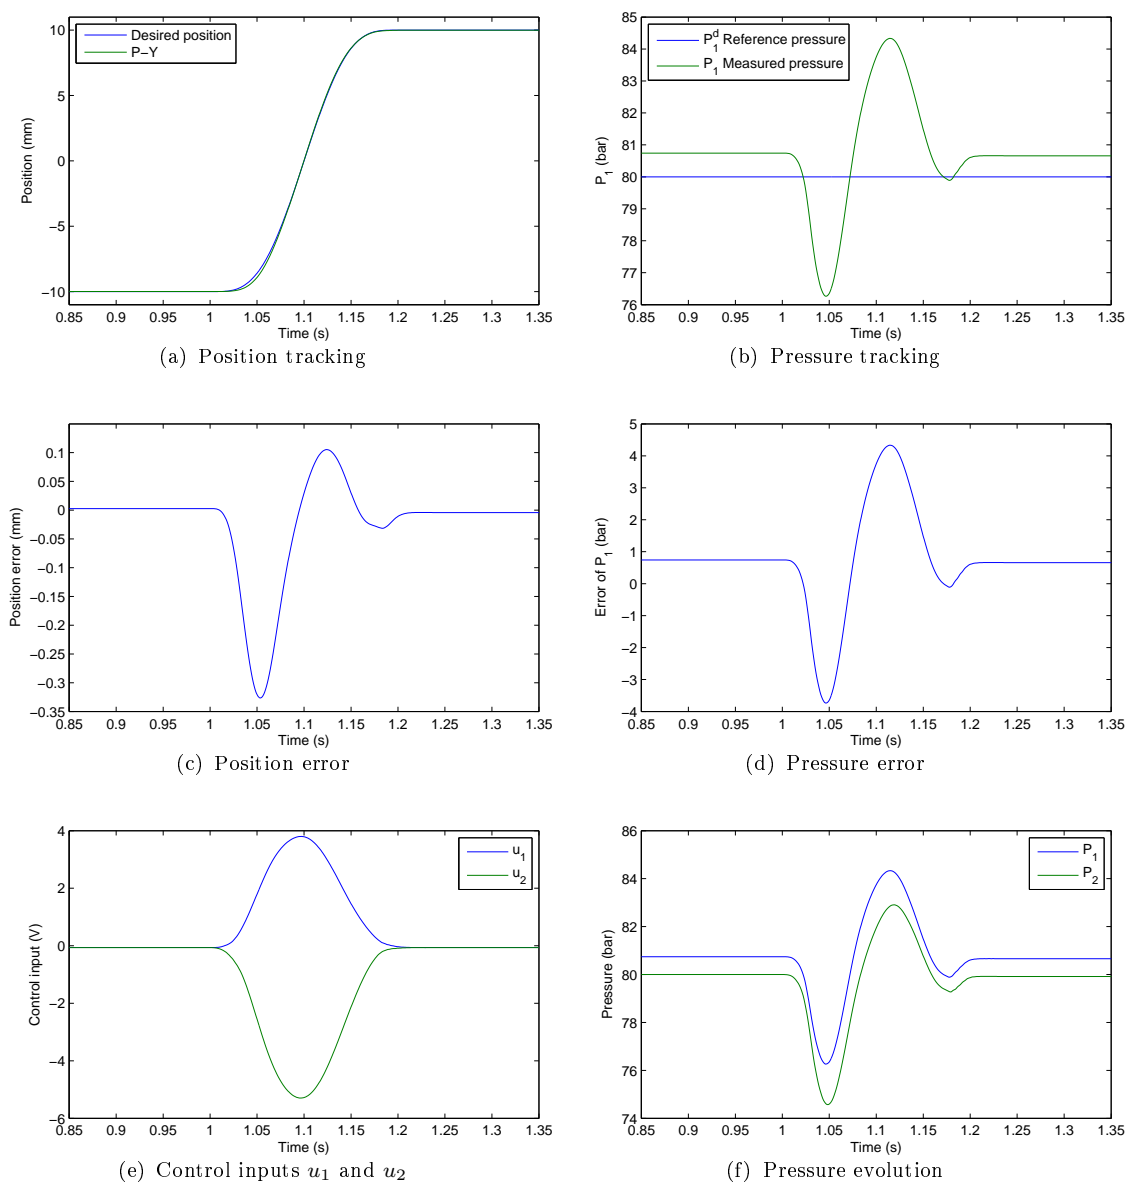 Desired position
P−Y
10
5
0
−5
−10
Position (mm)
0.85 0.9 0.95 1 1.05 1.1 1.15 1.2 1.25 1.3 1.35
Time (s)
(a) Position tracking
P₁ᵈ Reference pressure
P₁ Measured pressure
85
84
83
82
81
80
79
78
77
76
P₁ (bar)
0.85 0.9 0.95 1 1.05 1.1 1.15 1.2 1.25 1.3 1.35
Time (s)
(b) Pressure tracking
0.1
0.05
0
−0.05
−0.1
−0.15
−0.2
−0.25
−0.3
−0.35
Position error (mm)
0.85 0.9 0.95 1 1.05 1.1 1.15 1.2 1.25 1.3 1.35
Time (s)
(c) Position error
5
4
3
2
1
0
−1
−2
−3
−4
Error of P₁ (bar)
0.85 0.9 0.95 1 1.05 1.1 1.15 1.2 1.25 1.3 1.35
Time (s)
(d) Pressure error
u₁
u₂
4
2
0
−2
−4
−6
Control input (V)
0.85 0.9 0.95 1 1.05 1.1 1.15 1.2 1.25 1.3 1.35
Time (s)
(e) Control inputs u₁ and u₂
P₁
P₂
86
84
82
80
78
76
74
Pressure (bar)
0.85 0.9 0.95 1 1.05 1.1 1.15 1.2 1.25 1.3 1.35
Time (s)
(f) Pressure evolution